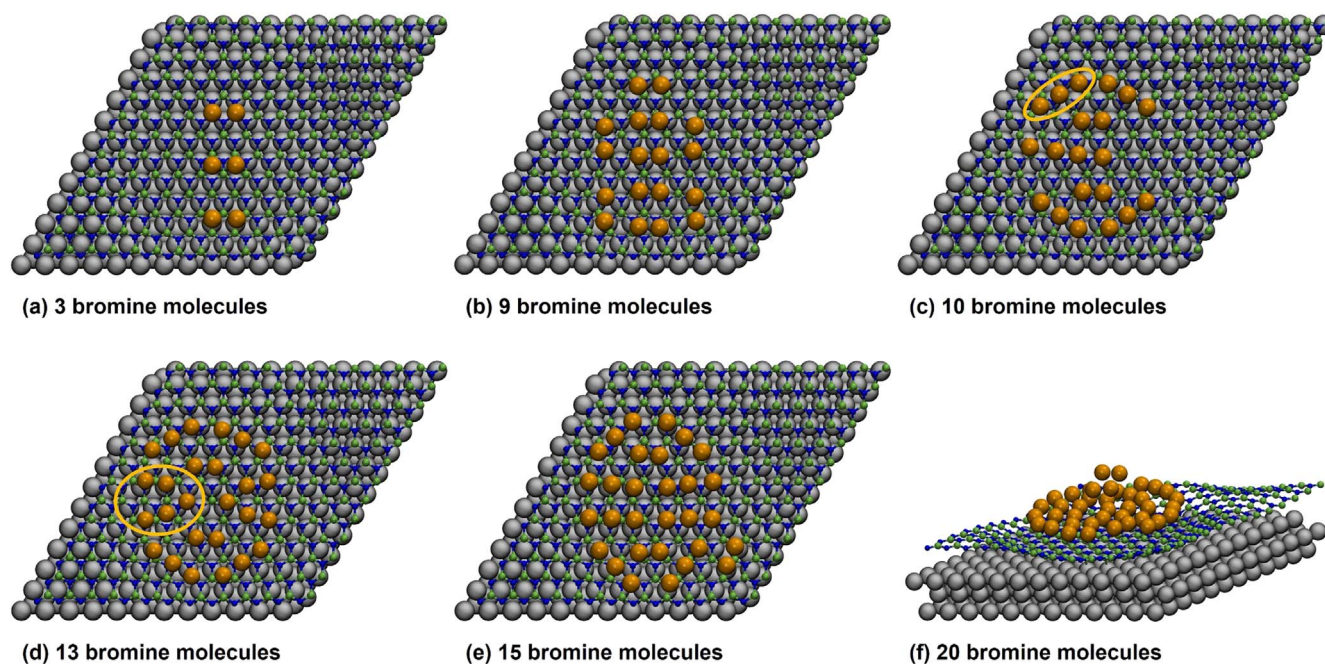 (a) 3 bromine molecules
(b) 9 bromine molecules
(c) 10 bromine molecules
(d) 13 bromine molecules
(e) 15 bromine molecules
(f) 20 bromine molecules